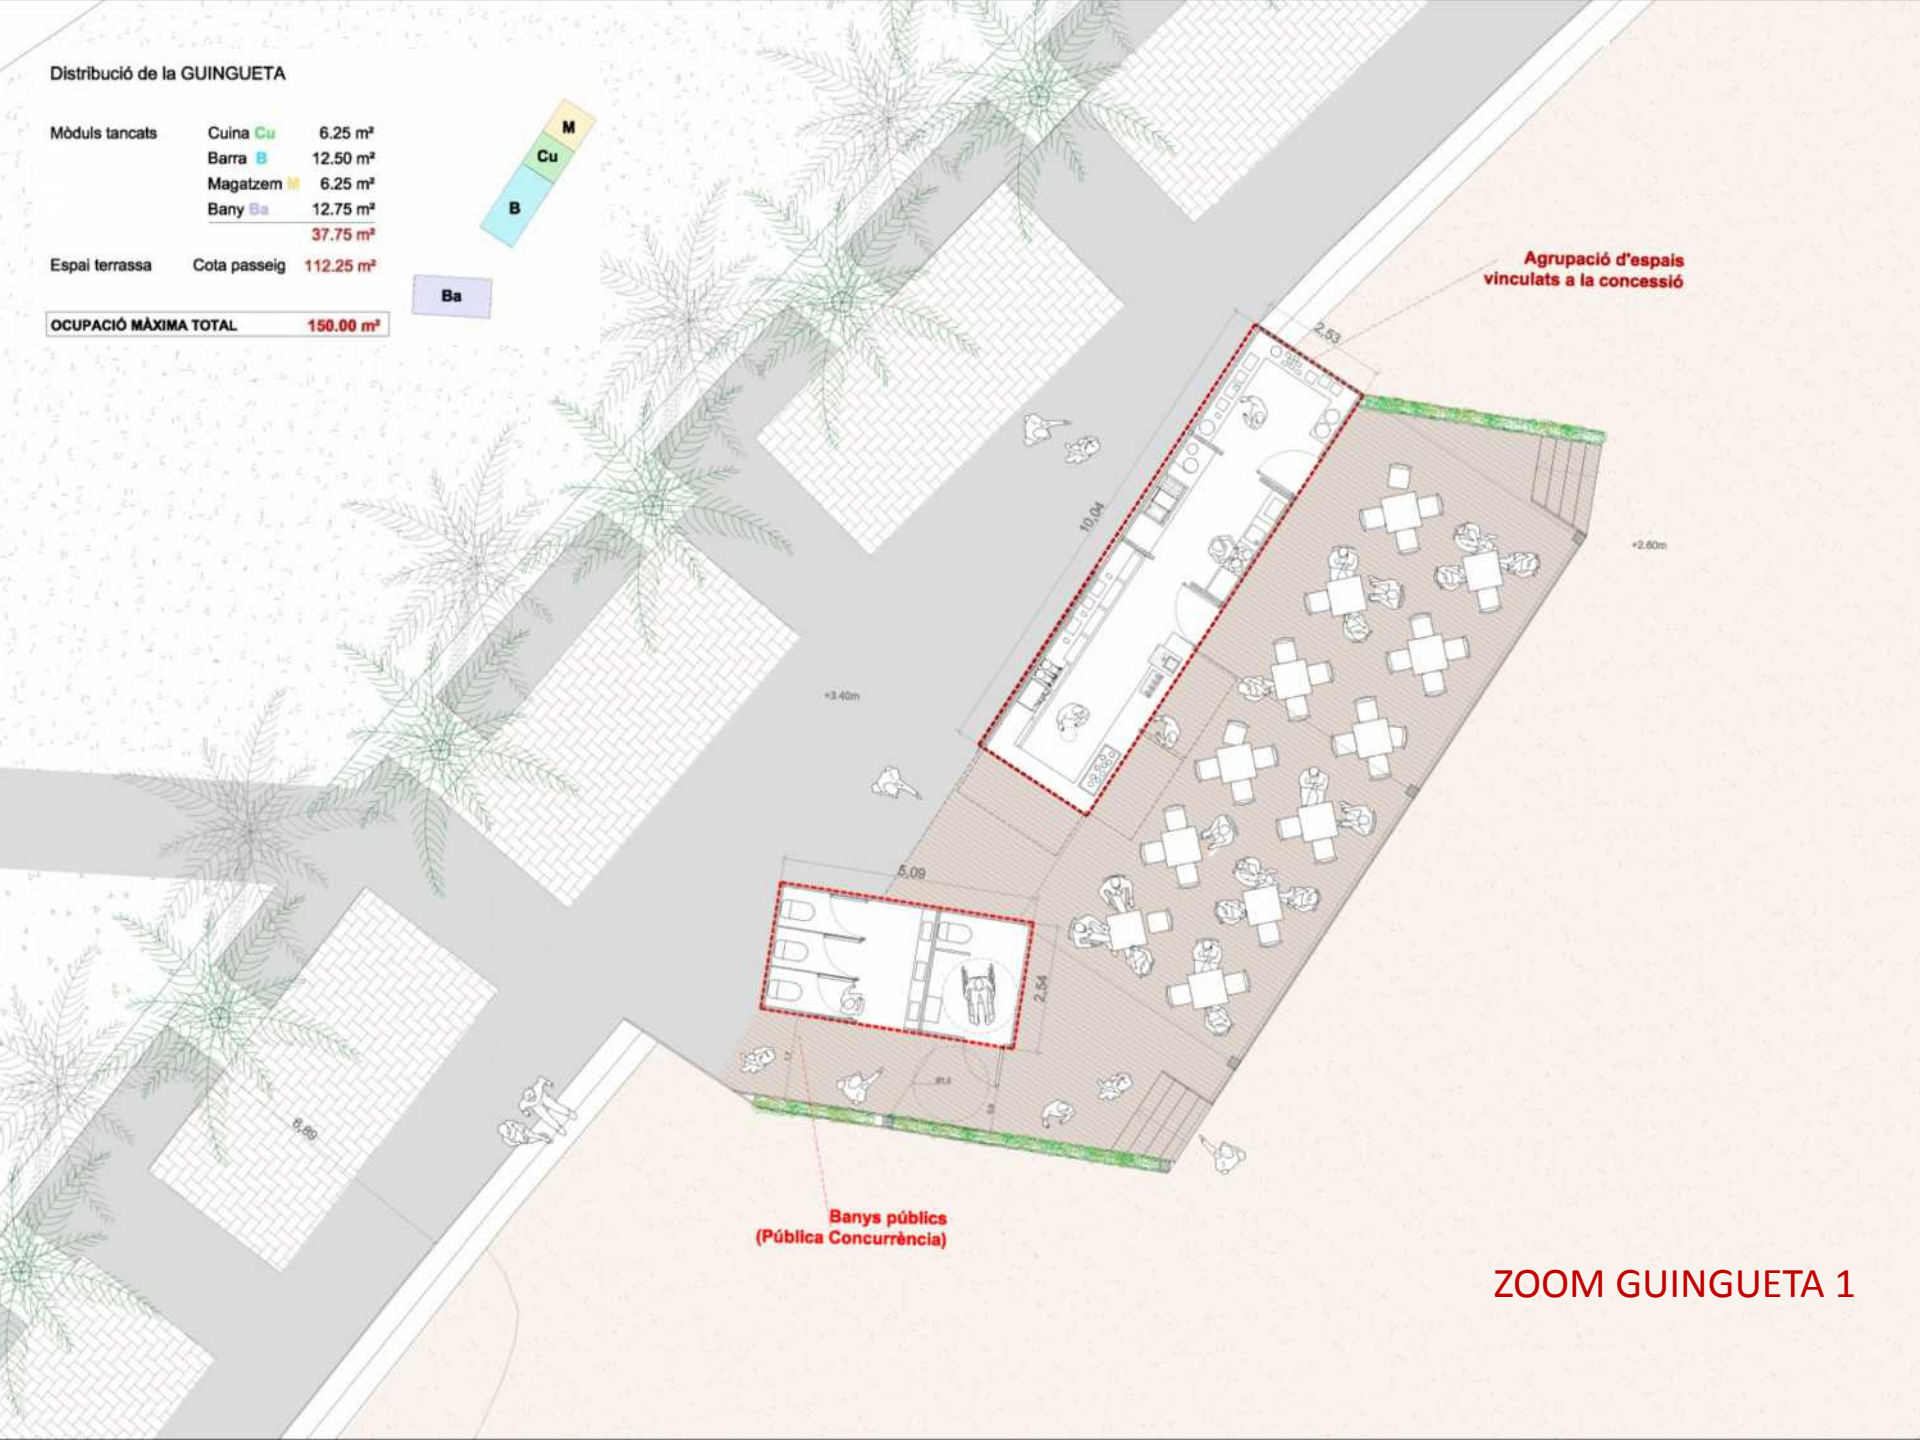 Distribució de la GUINGUETA
Mòduls tancats Cuina Cu 6.25 m²
Barra B 12.50 m²
Magatzem M 6.25 m²
Bany Ba 12.75 m²
37.75 m²
Espai terrassa Cota passeig 112.25 m²
OCUPACIÓ MÀXIMA TOTAL 150.00 m²
M
Cu
B
Ba
Agrupació d'espais
vinculats a la concessió
2,53
10,04
+2.60m
+3.40m
5,09
2,54
6,89
Banys públics
(Pública Concurrència)
ZOOM GUINGUETA 1